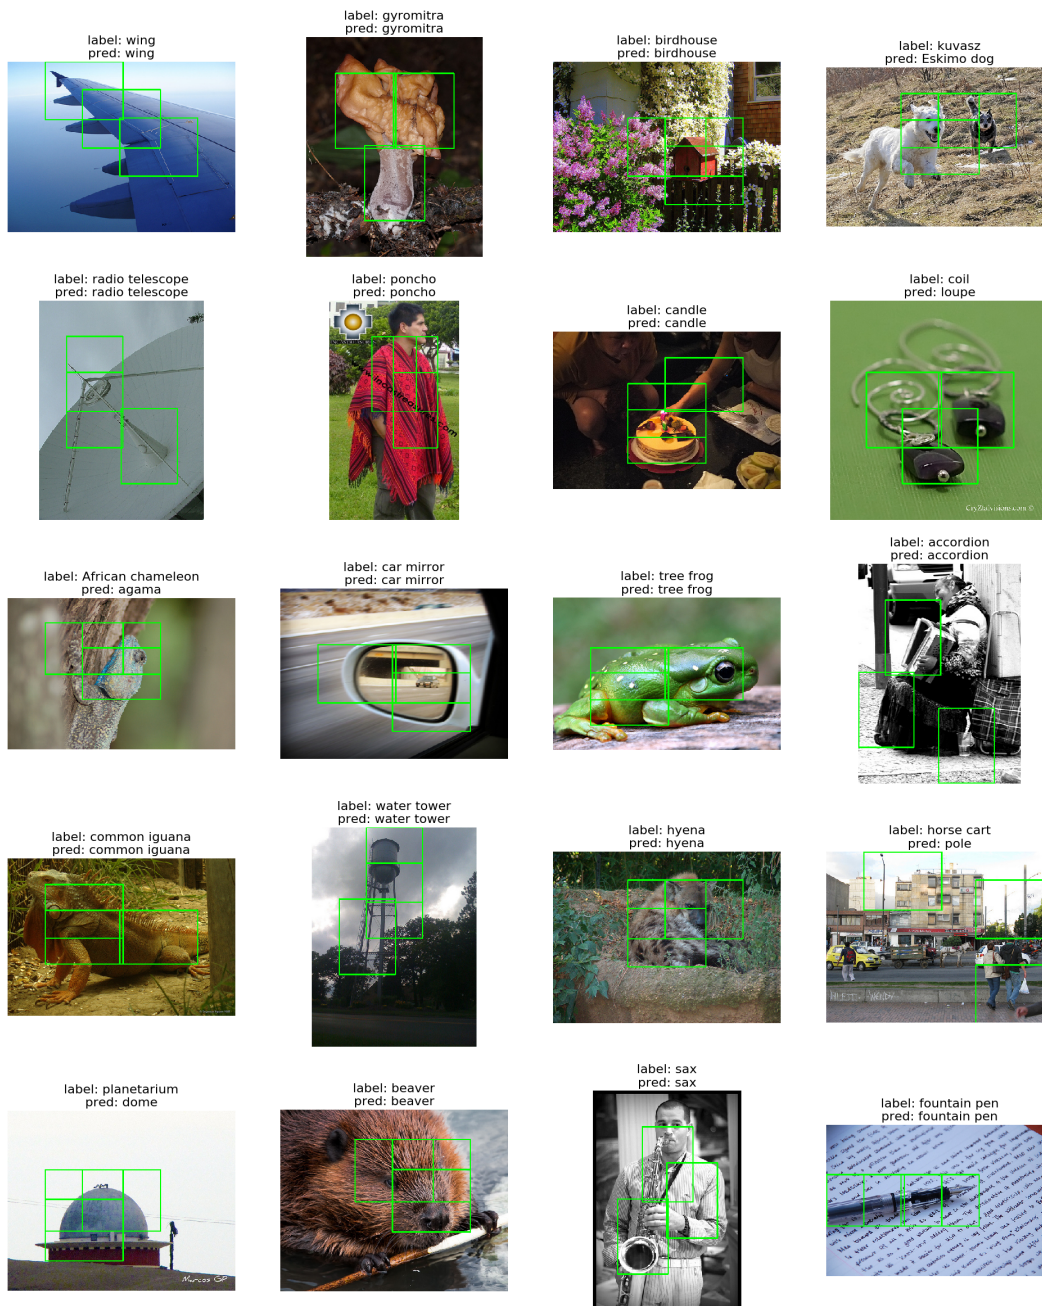 label: wing
pred: wing
label: gyromitra
pred: gyromitra
label: birdhouse
pred: birdhouse
label: kuvasz
pred: Eskimo dog
label: radio telescope
pred: radio telescope
label: poncho
pred: poncho
label: candle
pred: candle
label: coil
pred: loupe
label: African chameleon
pred: agama
label: car mirror
pred: car mirror
label: tree frog
pred: tree frog
label: accordion
pred: accordion
label: common iguana
pred: common iguana
label: water tower
pred: water tower
label: hyena
pred: hyena
label: horse cart
pred: pole
label: planetarium
pred: dome
Marcos GP
label: beaver
pred: beaver
label: sax
pred: sax
label: fountain pen
pred: fountain pen